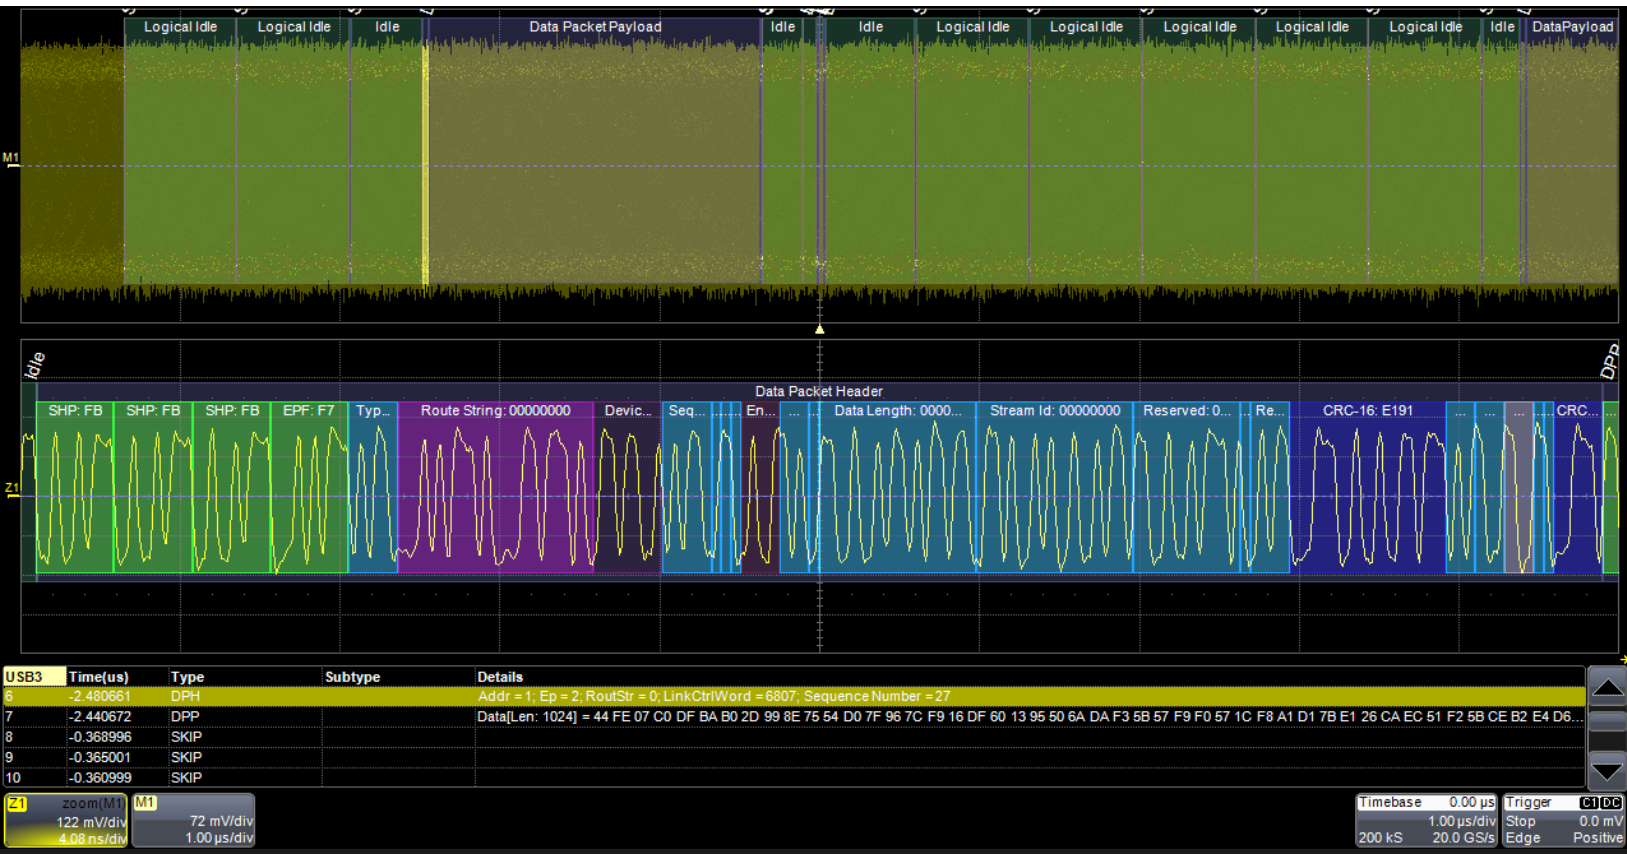 Logical Idle Logical Idle Idle Data Packet Payload Idle Idle Logical Idle Logical Idle Logical Idle Logical Idle Logical Idle Idle DataPayload
M1
Idle DPP
Data Packet Header
SHP: FB SHP: FB SHP: FB EPF: F7 Typ... Route String: 00000000 Devic... Seq... ... ... En... ... Data Length: 0000... Stream Id: 00000000 Reserved: 0... ... Re... CRC-16: E191 ... ... ... ... CRC... ...
Z1
USB3 Time(us) Type Subtype Details
6 -2.480661 DPH Addr = 1; Ep = 2; RoutStr = 0; LinkCtrlWord = 6807; Sequence Number = 27
7 -2.440672 DPP Data[Len: 1024] = 44 FE 07 C0 DF BA B0 2D 99 8E 75 54 D0 7F 96 7C F9 16 DF 60 13 95 50 6A DA F3 5B 57 F9 F0 57 1C F8 A1 D1 7B E1 26 CA EC 51 F2 5B CE B2 E4 D6...
8 -0.368996 SKIP
9 -0.365001 SKIP
10 -0.360999 SKIP
Z1 zoom(M1) M1
122 mV/div 72 mV/div
4.08 ns/div 1.00 µs/div
Timebase 0.00 µs Trigger C1 DC
1.00 µs/div Stop 0.0 mV
200 kS 20.0 GS/s Edge Positive